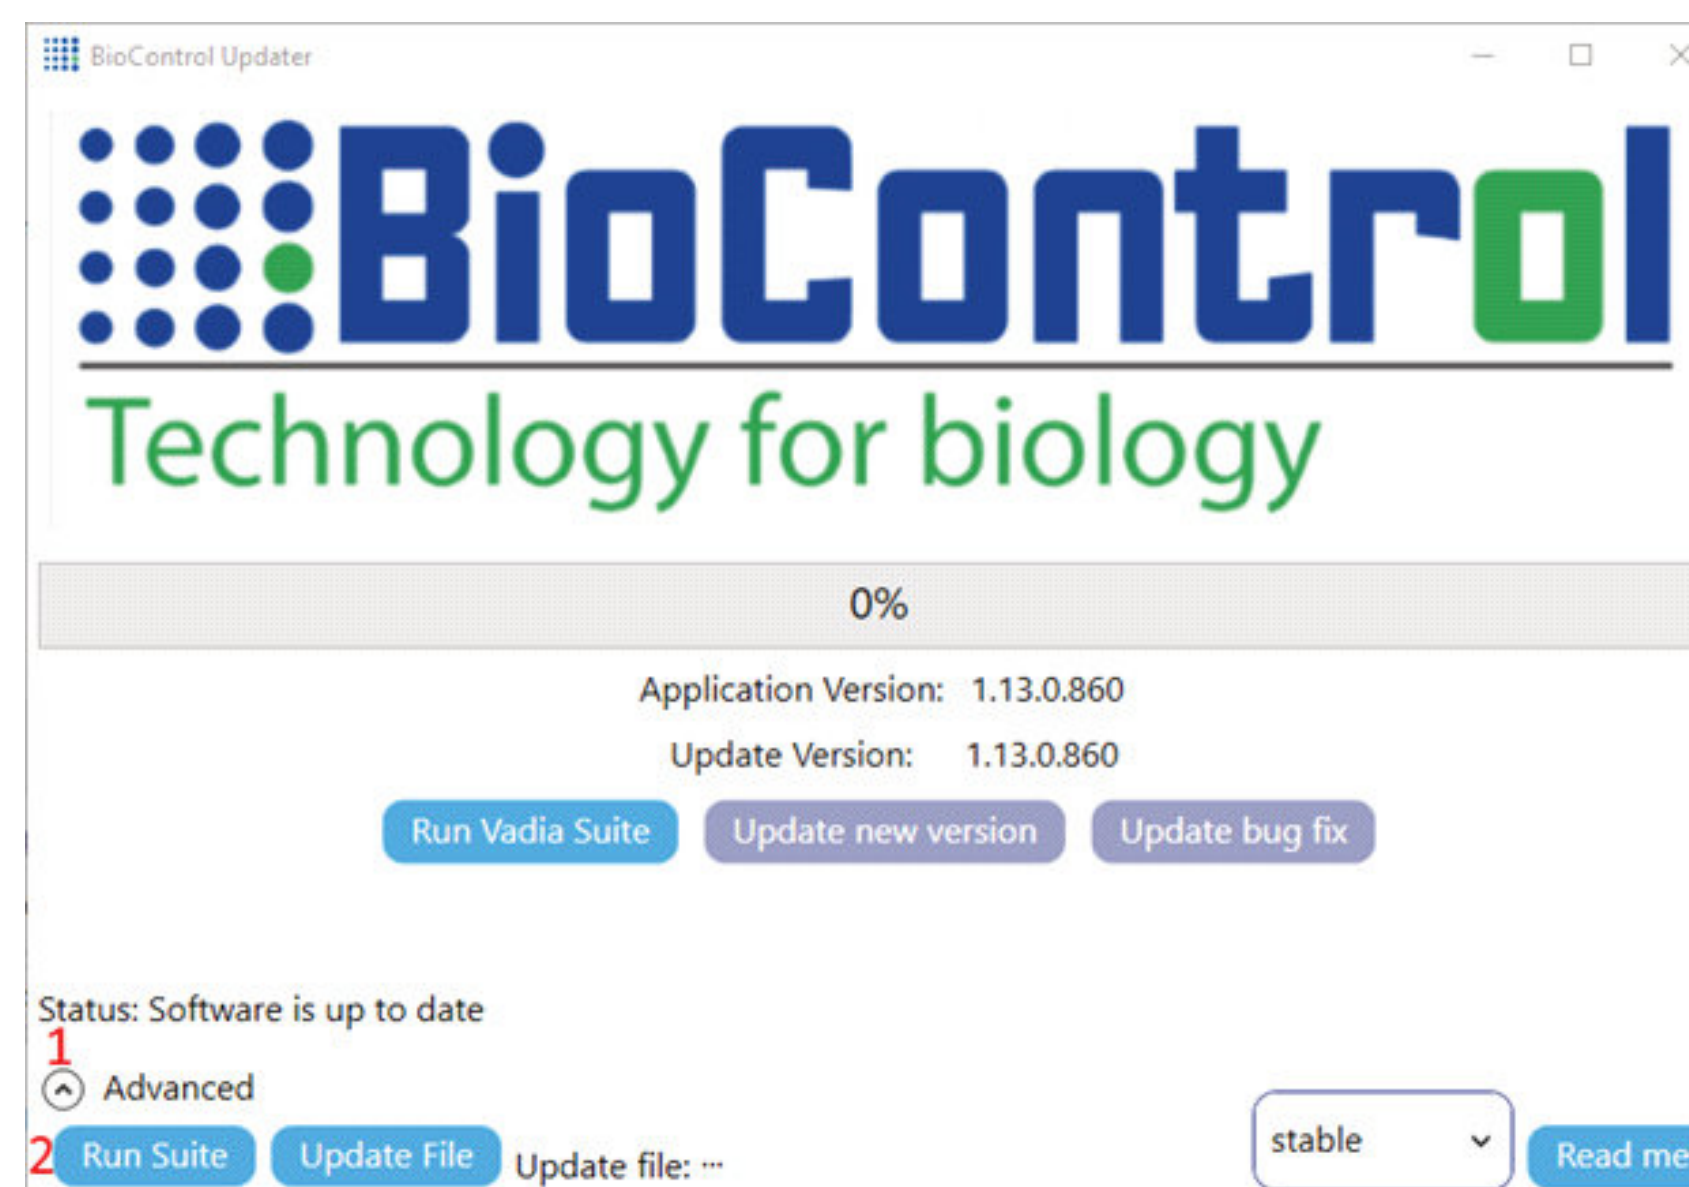 BioControl Updater
BioControl
Technology for biology
0%
Application Version: 1.13.0.860
Update Version: 1.13.0.860
Run Vadia Suite Update new version Update bug fix
Status: Software is up to date
1
Advanced
2 Run Suite Update File Update file: ... stable Read me